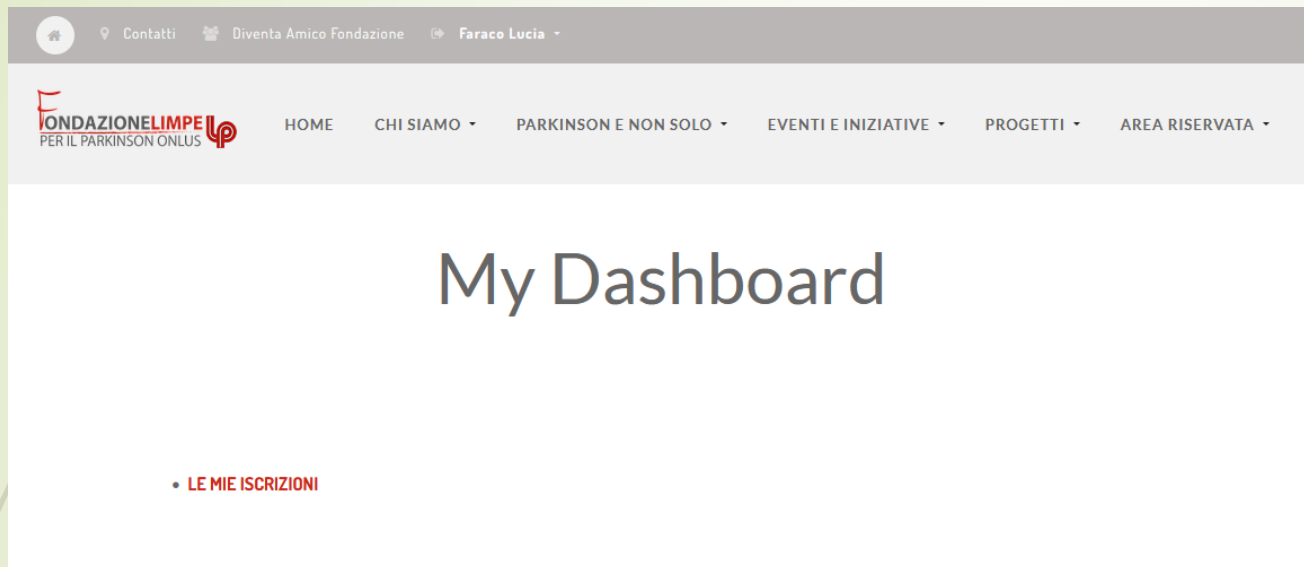 Contatti Diventa Amico Fondazione Faraco Lucia
FONDAZIONELIMPE
PER IL PARKINSON ONLUS
HOME CHI SIAMO PARKINSON E NON SOLO EVENTI E INIZIATIVE PROGETTI AREA RISERVATA
My Dashboard
• LE MIE ISCRIZIONI